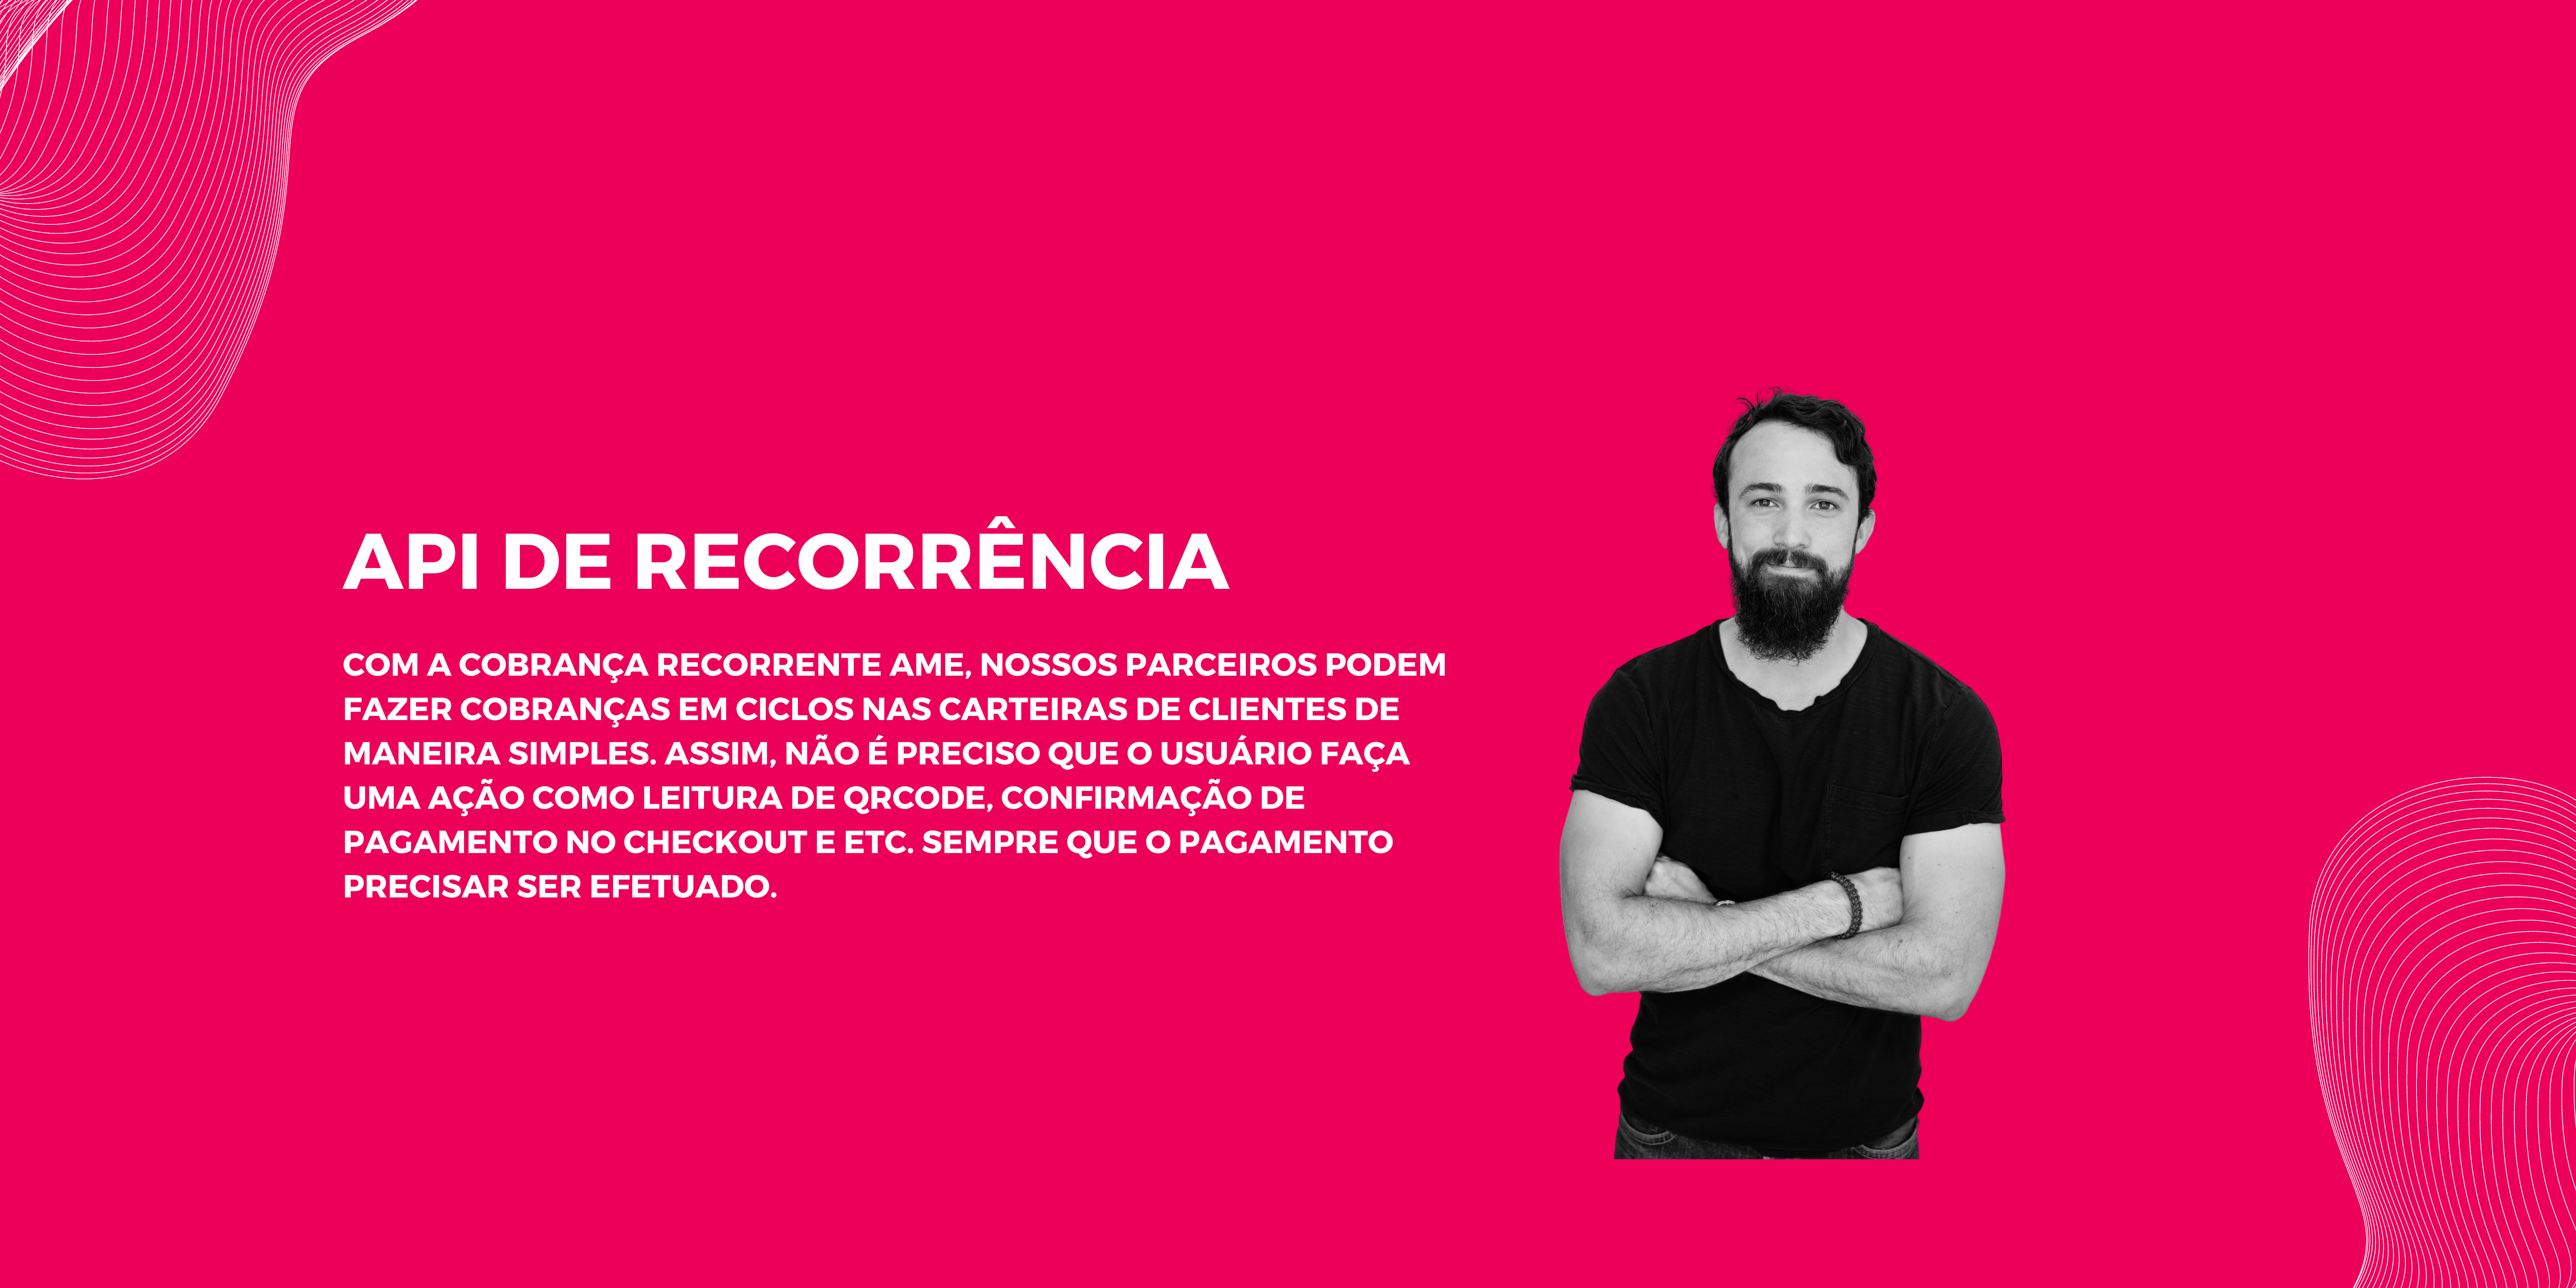 API DE RECORRÊNCIA
COM A COBRANÇA RECORRENTE AME, NOSSOS PARCEIROS PODEM
FAZER COBRANÇAS EM CICLOS NAS CARTEIRAS DE CLIENTES DE
MANEIRA SIMPLES. ASSIM, NÃO É PRECISO QUE O USUÁRIO FAÇA
UMA AÇÃO COMO LEITURA DE QRCODE, CONFIRMAÇÃO DE
PAGAMENTO NO CHECKOUT E ETC. SEMPRE QUE O PAGAMENTO
PRECISAR SER EFETUADO.